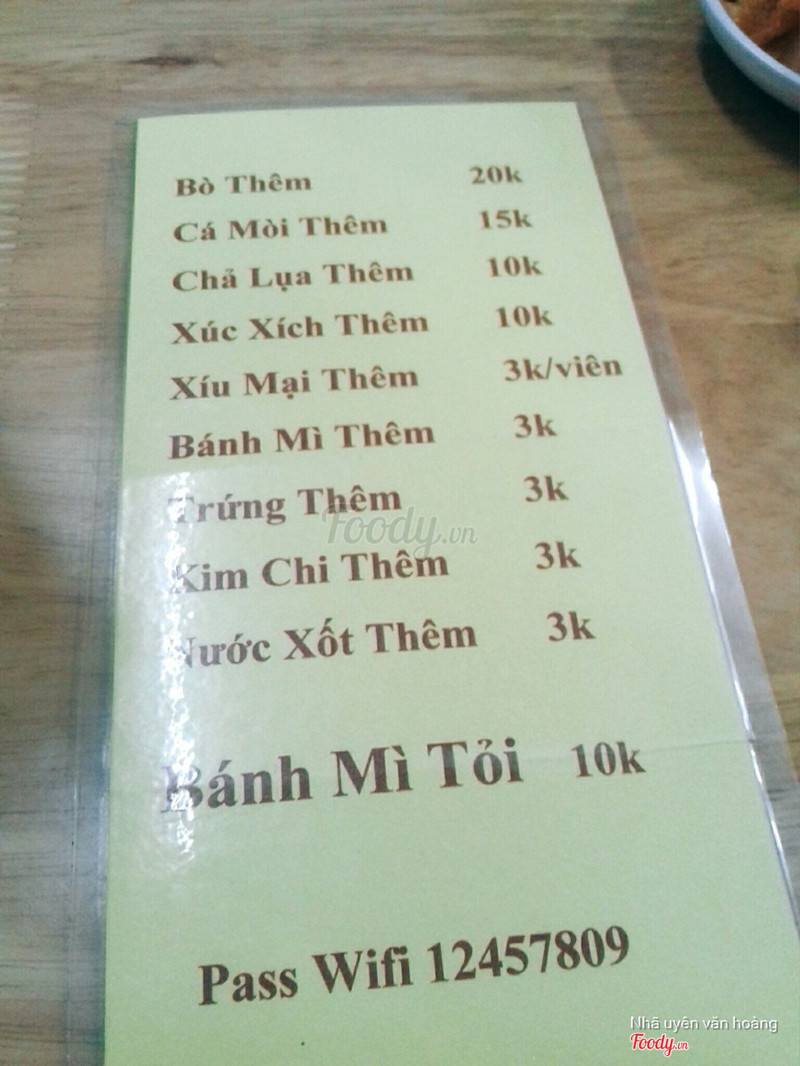 Bò Thêm 20k
Cá Mòi Thêm 15k
Chả Lụa Thêm 10k
Xúc Xích Thêm 10k
Xíu Mại Thêm 3k/viên
Bánh Mì Thêm 3k
Trứng Thêm 3k
Foody.vn
Kim Chi Thêm 3k
Nước Xốt Thêm 3k
Bánh Mì Tỏi 10k
Pass Wifi 12457809
Nhã uyên văn hoàng
Foody.vn